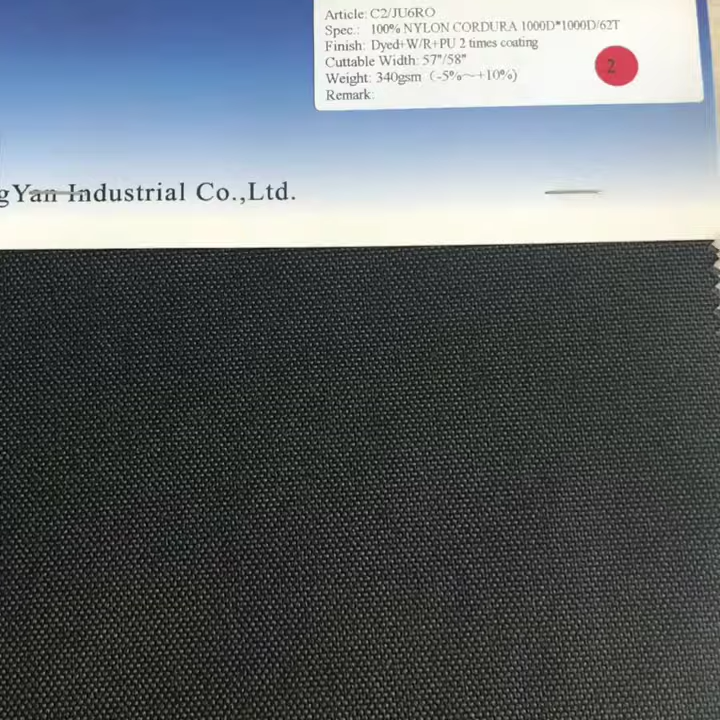 Article: C2/JU6RO
Spec.: 100% NYLON CORDURA 1000D*1000D/62T
Finish: Dyed+W/R+PU 2 times coating
Cuttable Width: 57"/58"
Weight: 340gsm (-5%~+10%)
Remark:
2
gYan Industrial Co.,Ltd.